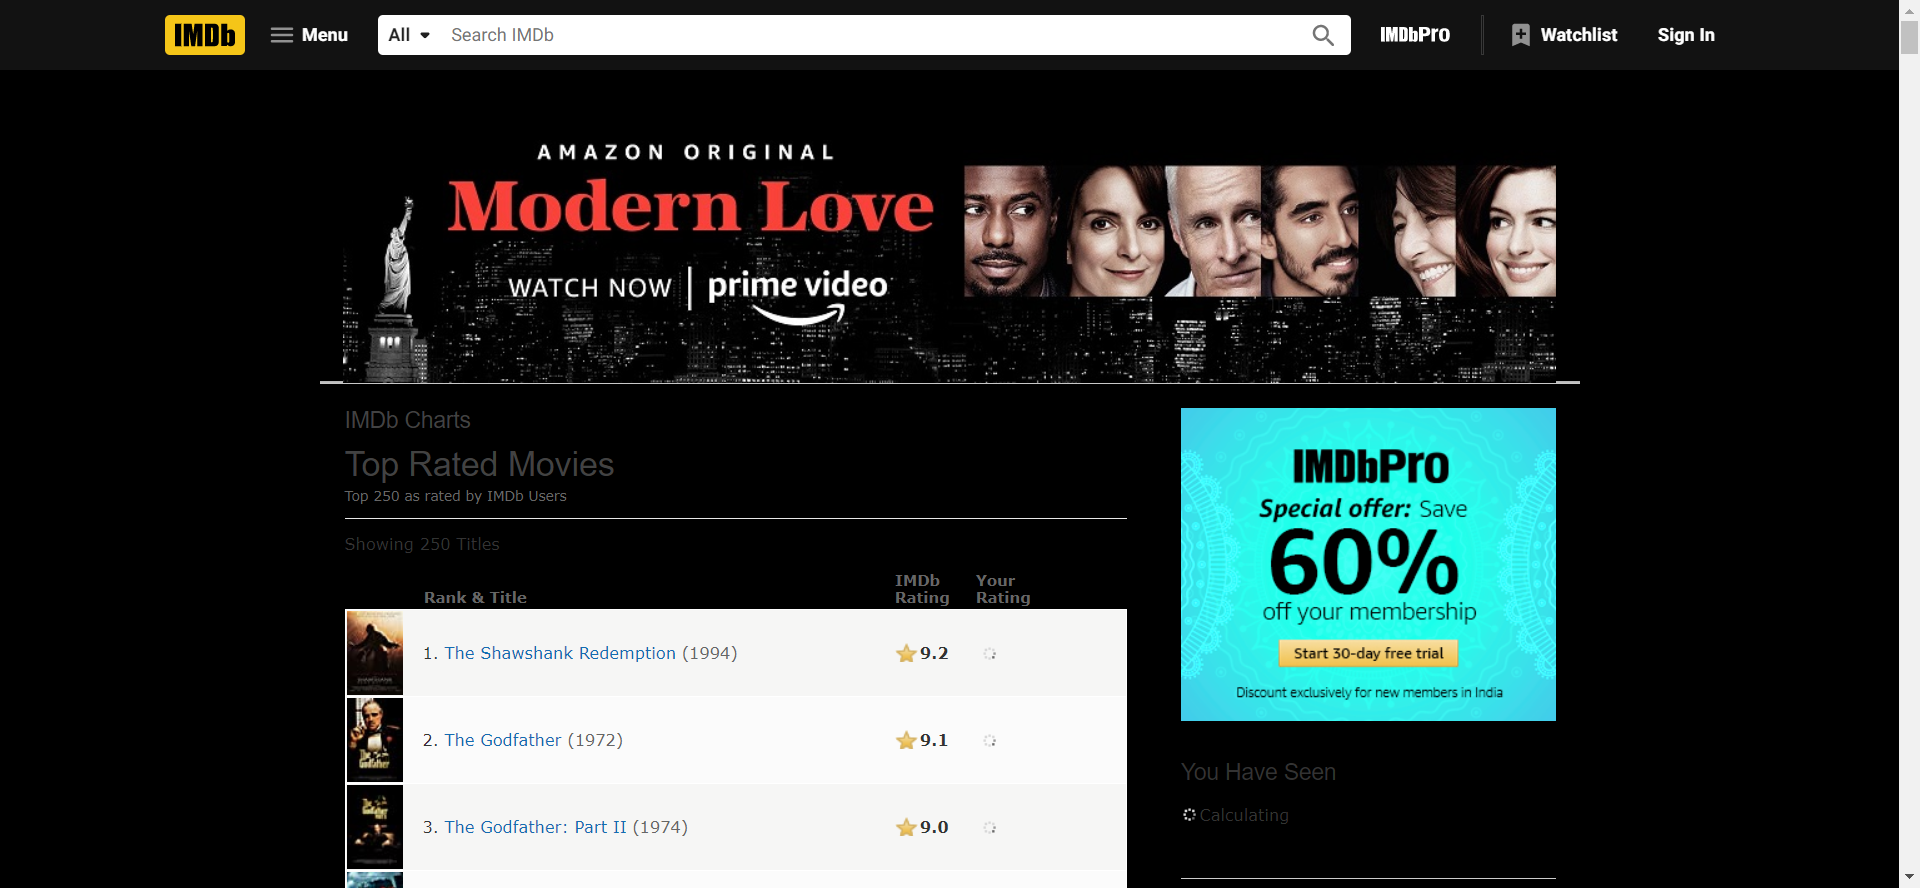 IMDb
Menu
All
Search IMDb
IMDbPro
Watchlist
Sign In
AMAZON ORIGINAL
Modern Love
WATCH NOW | prime video
IMDb Charts
Top Rated Movies
Top 250 as rated by IMDb Users
Showing 250 Titles
Rank & Title
IMDb
Rating
Your
Rating
1. The Shawshank Redemption (1994)
9.2
The
Godfather
2. The Godfather (1972)
9.1
3. The Godfather: Part II (1974)
9.0
IMDbPro
Special offer: Save
60%
off your membership
Start 30-day free trial
Discount exclusively for new members in India
You Have Seen
Calculating